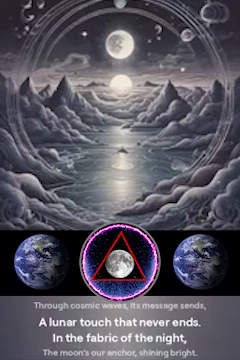 Through cosmic waves, its message sends,
A lunar touch that never ends.
In the fabric of the night,
The moon's our anchor, shining bright.